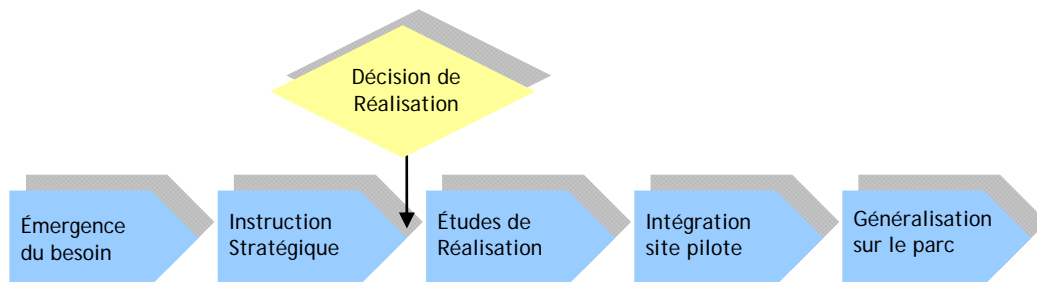 Décision de
Réalisation
Émergence
du besoin
Instruction
Stratégique
Études de
Réalisation
Intégration
site pilote
Généralisation
sur le parc